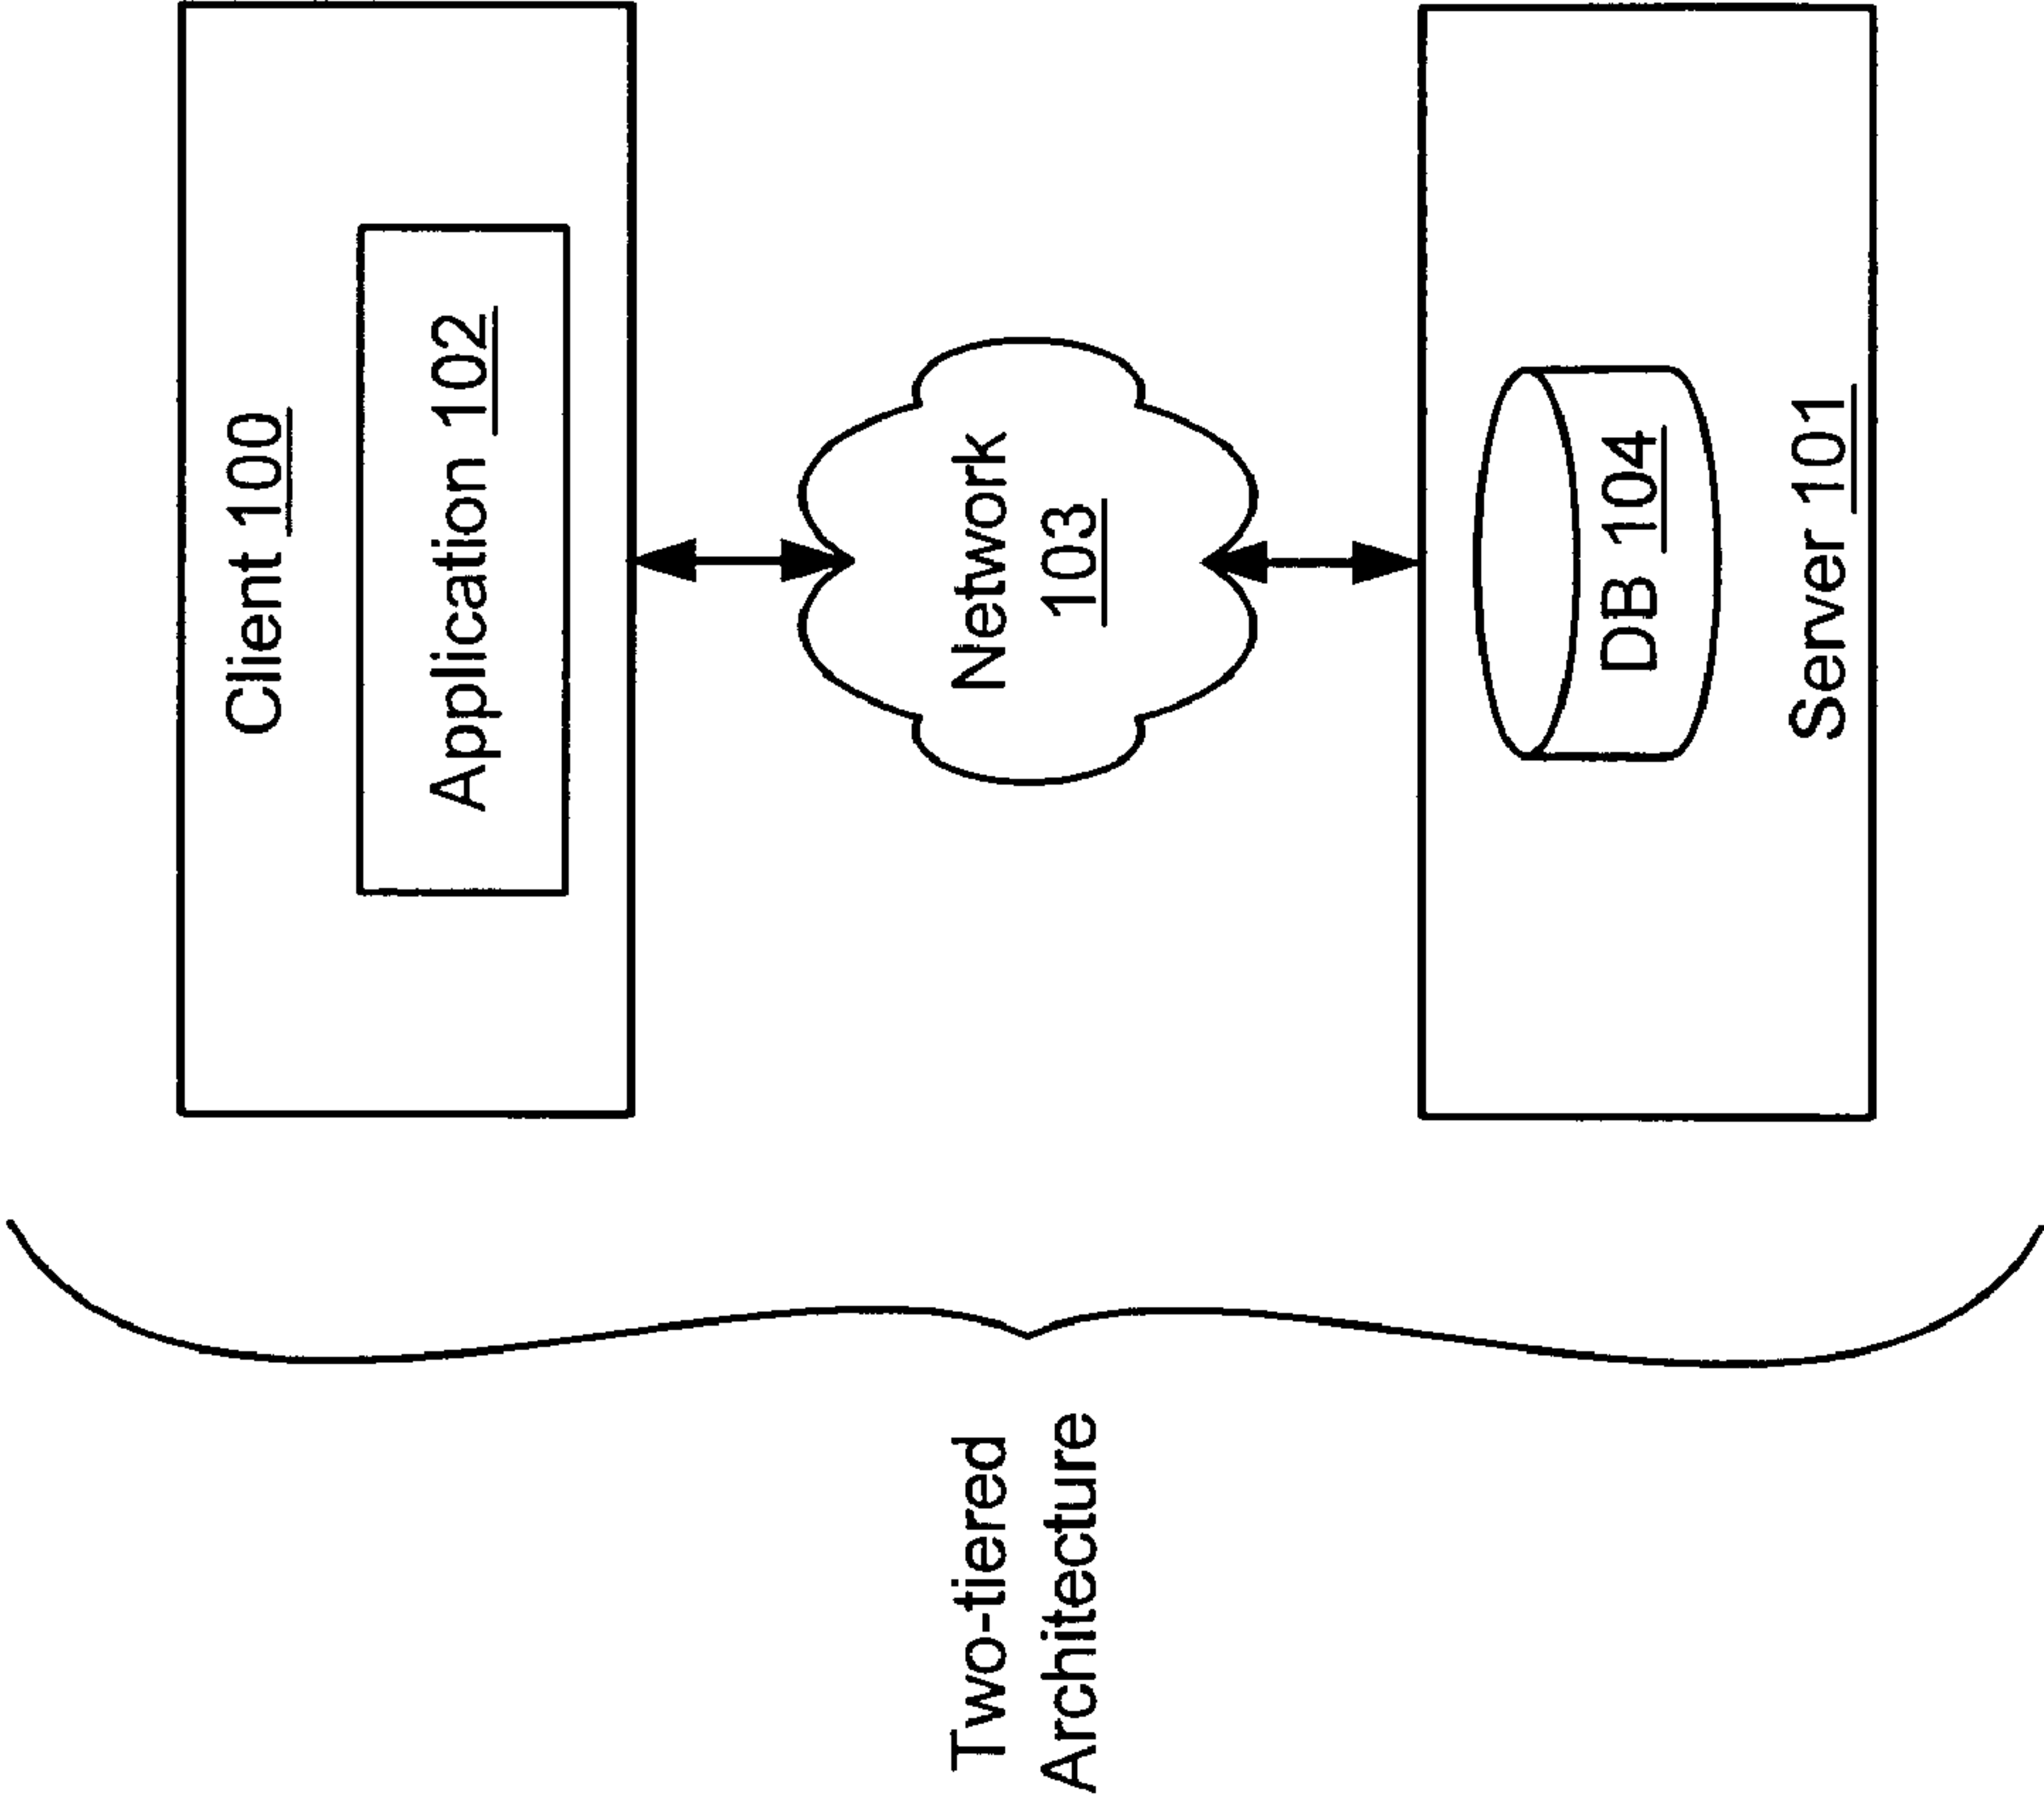 Client 100
Application 102
Network
103
DB 104
Server 101
Two-tiered
Architecture